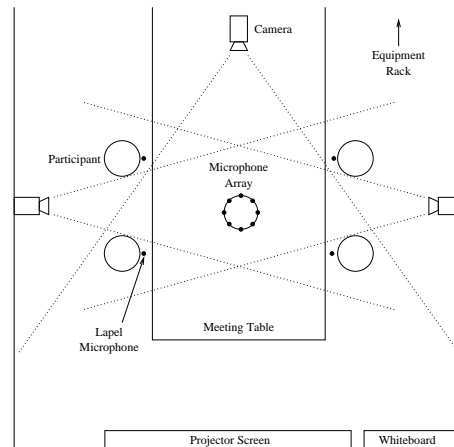 Camera
Equipment
Rack
Participant
Microphone
Array
Lapel
Microphone
Meeting Table
Projector Screen
Whiteboard